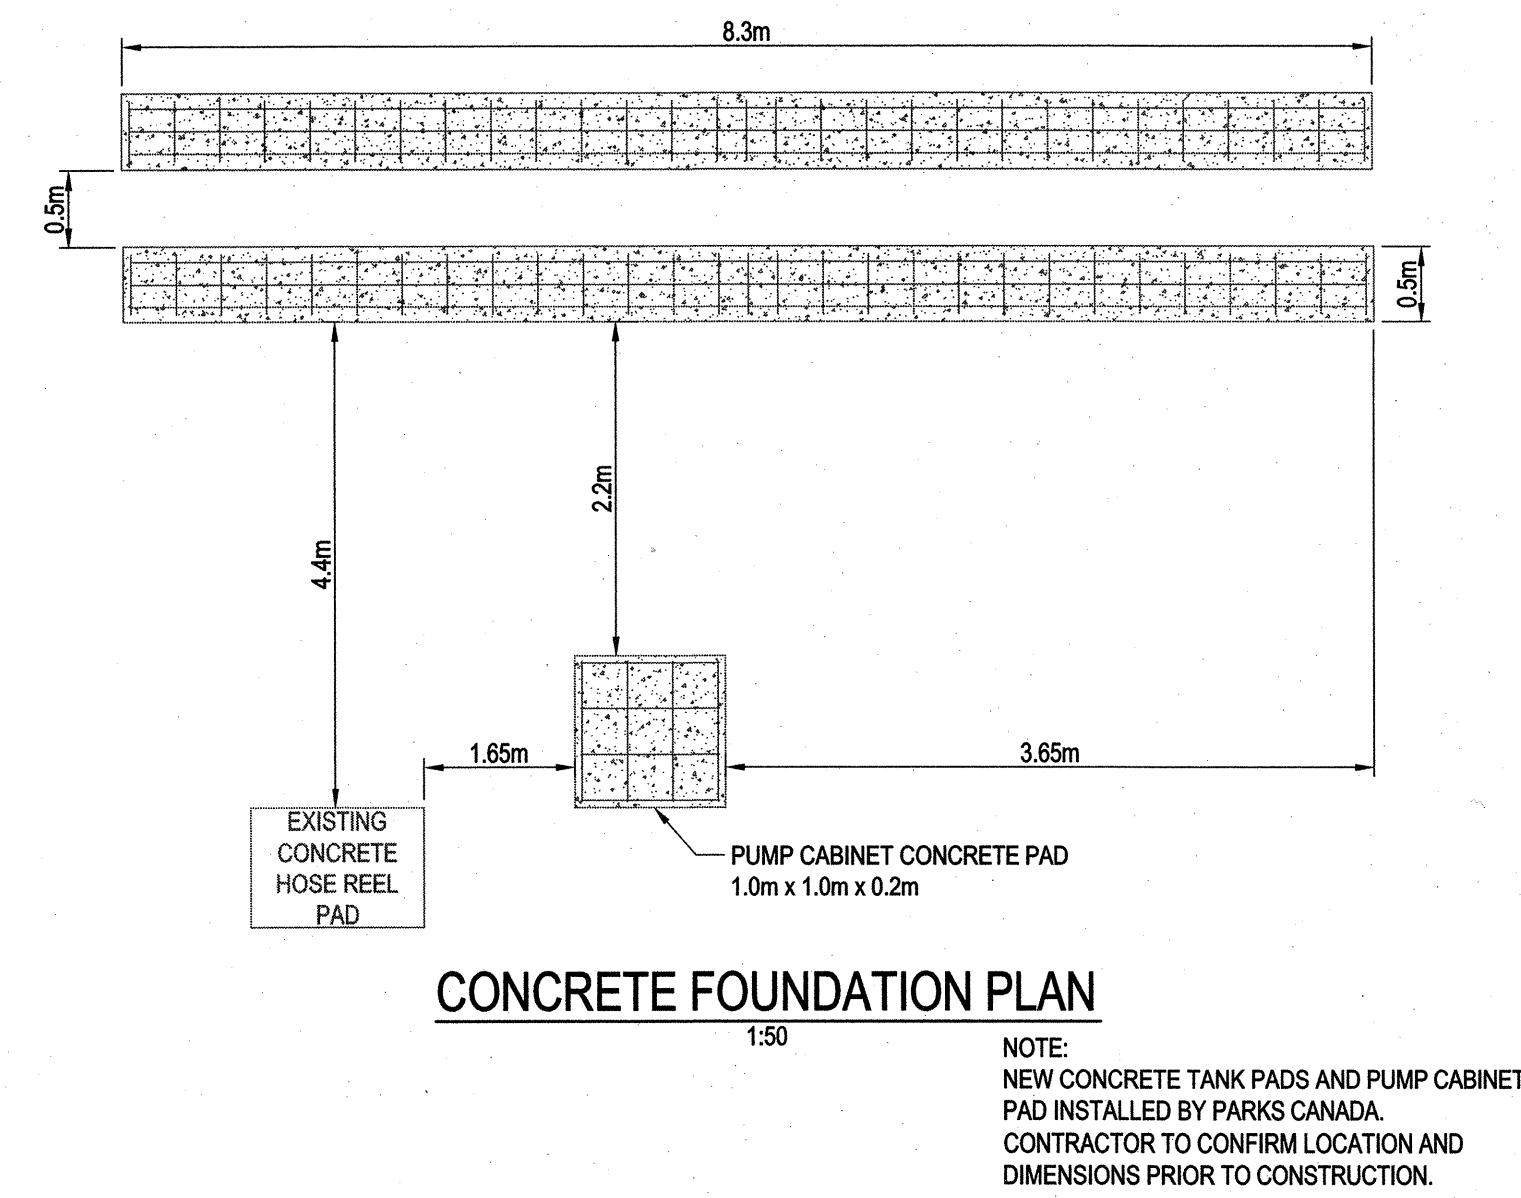 8.3m
0.5m
0.5m
2.2m
4.4m
1.65m
3.65m
EXISTING
CONCRETE
HOSE REEL
PAD
PUMP CABINET CONCRETE PAD
1.0m x 1.0m x 0.2m
CONCRETE FOUNDATION PLAN
1:50
NOTE:
NEW CONCRETE TANK PADS AND PUMP CABINET
PAD INSTALLED BY PARKS CANADA.
CONTRACTOR TO CONFIRM LOCATION AND
DIMENSIONS PRIOR TO CONSTRUCTION.